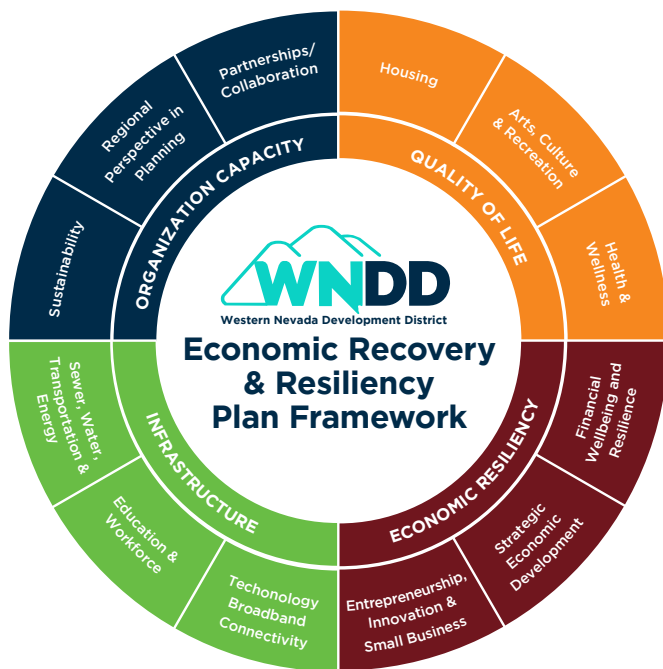 WNDD
Western Nevada Development District
Economic Recovery
& Resiliency
Plan Framework
ORGANIZATION CAPACITY
Sustainability
Regional
Perspective in
Planning
Partnerships/
Collaboration
QUALITY OF LIFE
Housing
Arts, Culture
& Recreation
Health &
Wellness
ECONOMIC RESILIENCY
Financial
Wellbeing and
Resilience
Strategic
Economic
Development
Entrepreneurship,
Innovation &
Small Business
INFRASTRUCTURE
Techonology
Broadband
Connectivity
Education &
Workforce
Sewer, Water,
Transportation &
Energy